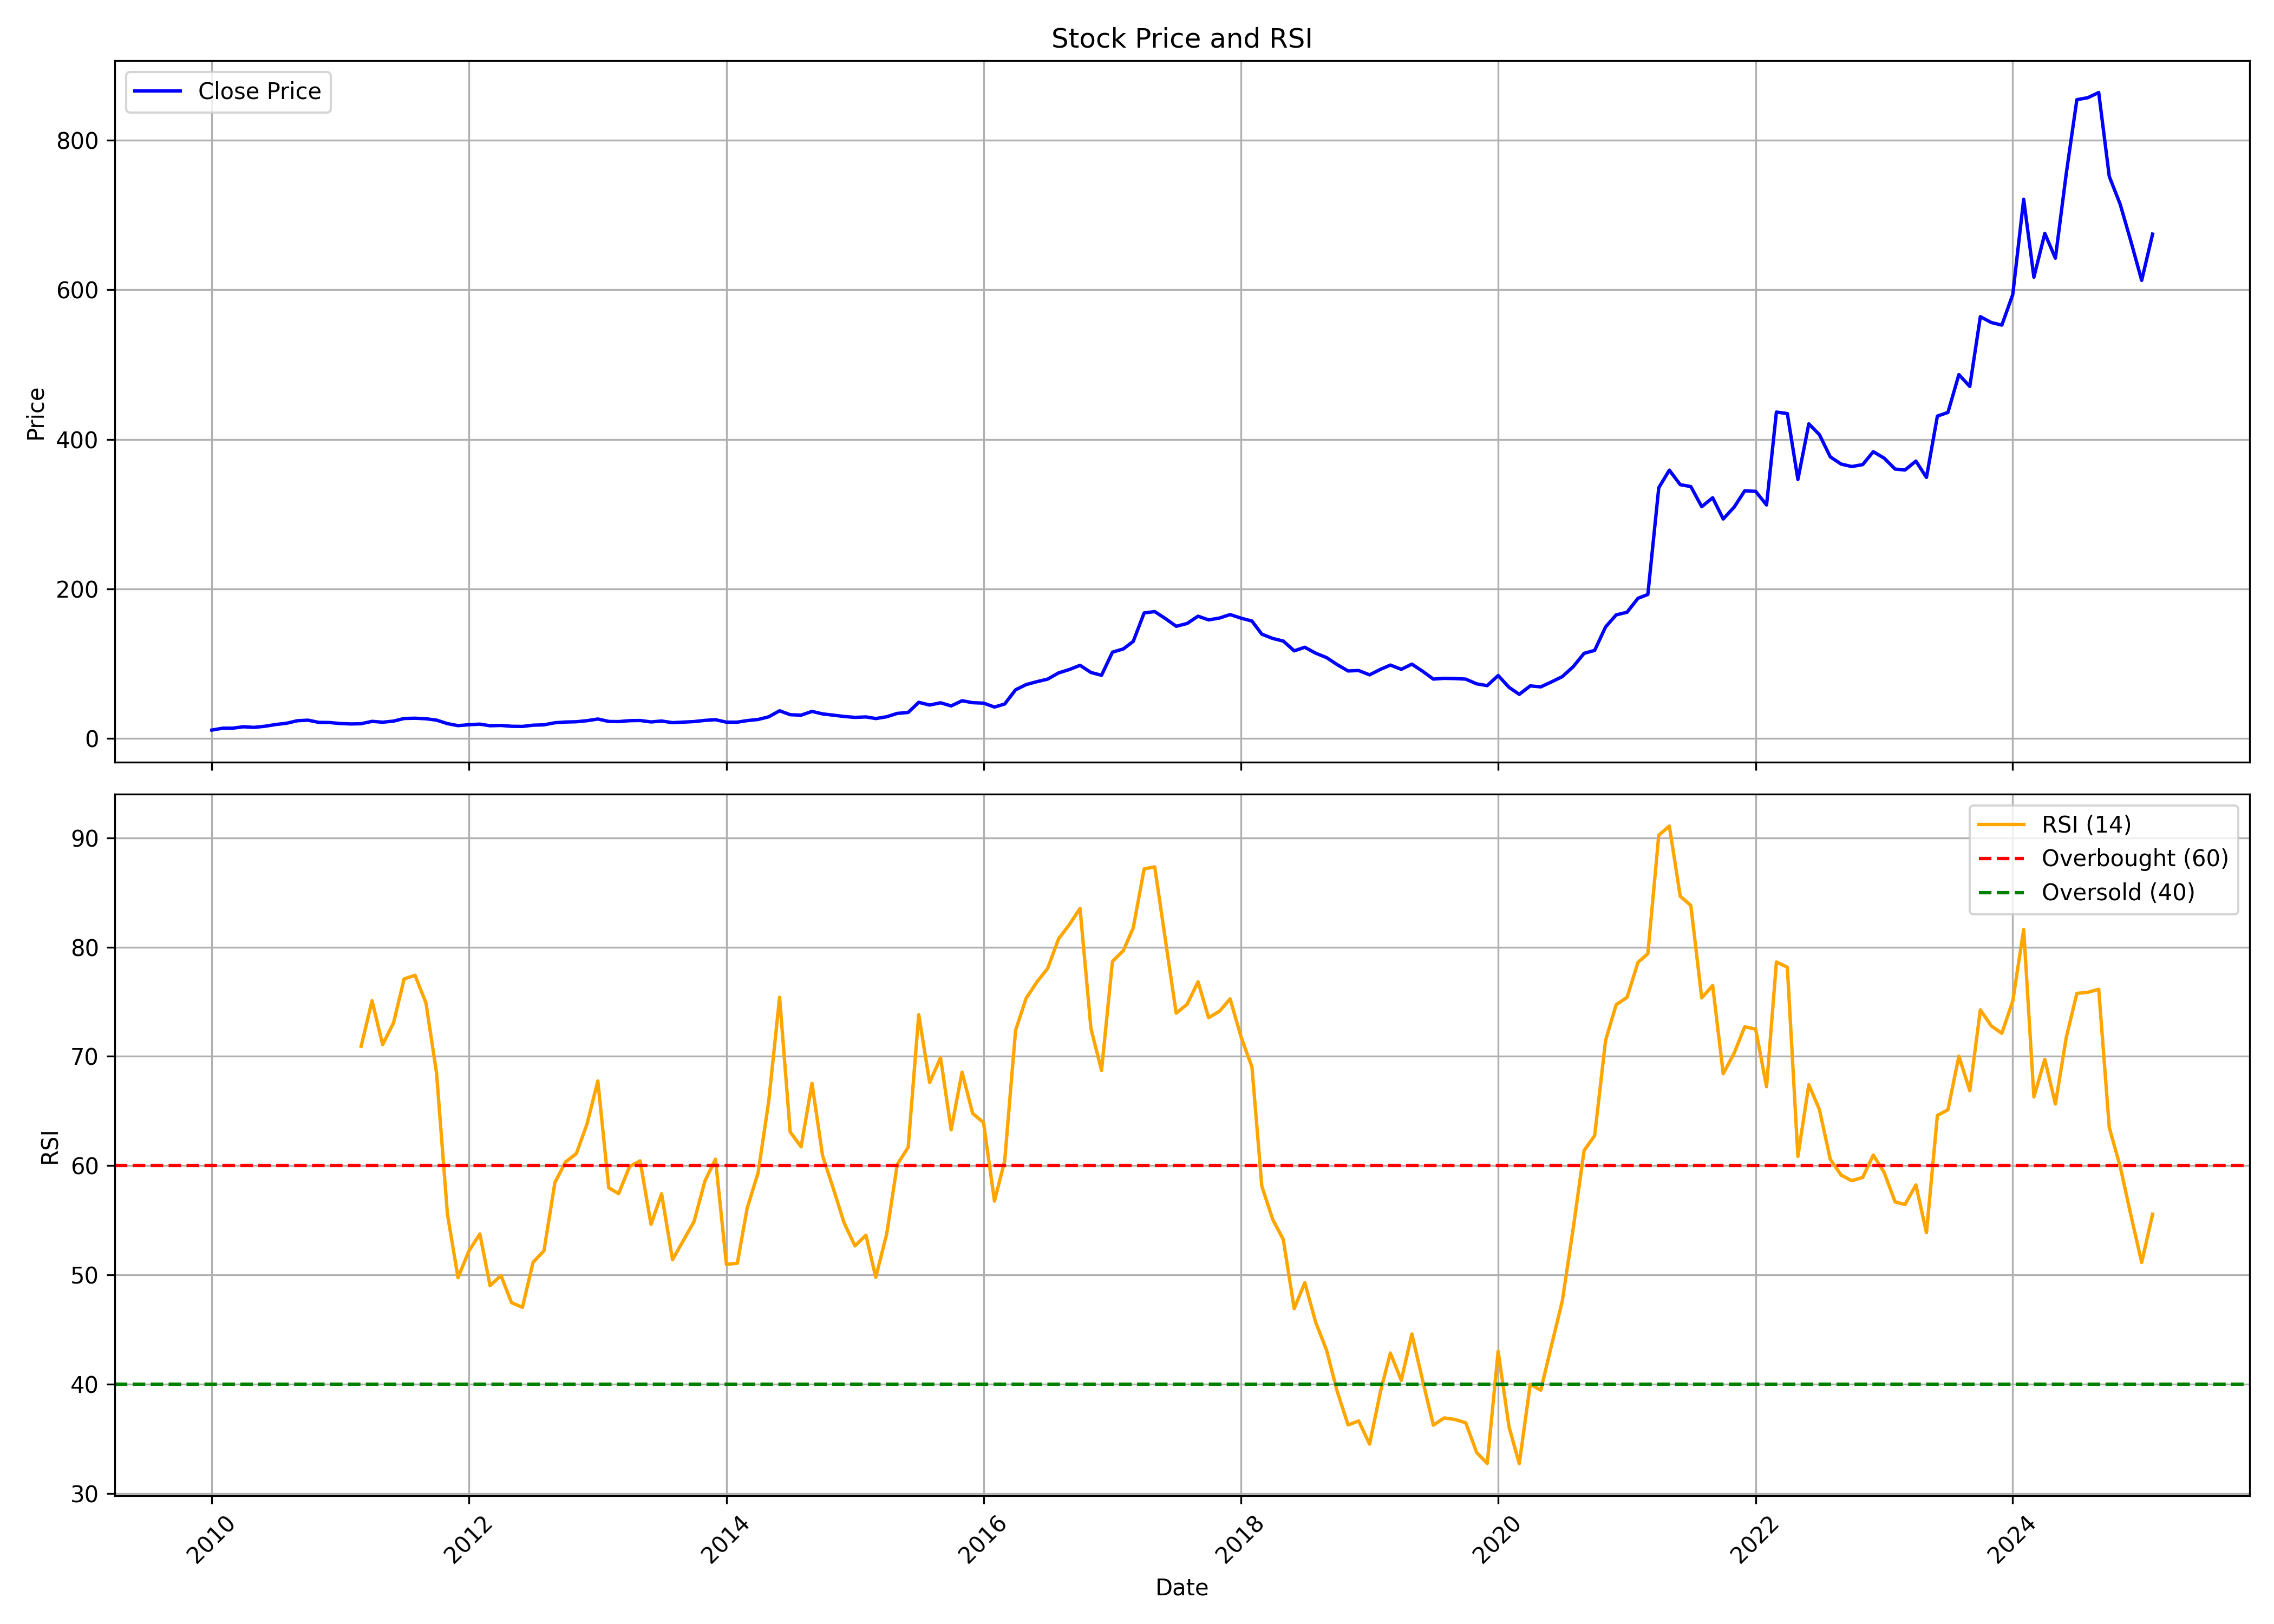 Stock Price and RSI
Close Price
Price
800
600
400
200
0
RSI (14)
Overbought (60)
Oversold (40)
RSI
90
80
70
60
50
40
30
2010
2012
2014
2016
2018
2020
2022
2024
Date